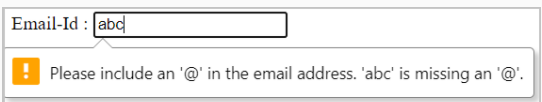 Email-Id : abc
! Please include an '@' in the email address. 'abc' is missing an '@'.